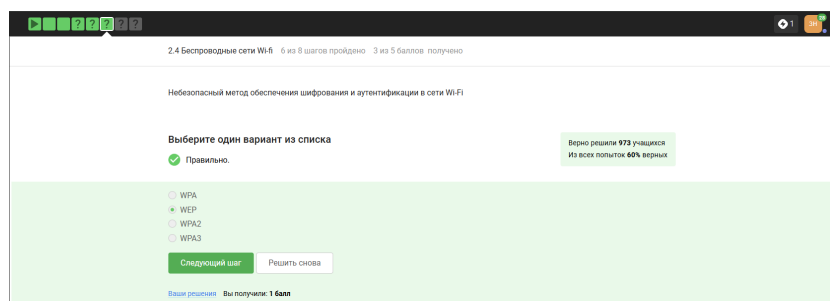 ? ? ? ? ?
1
ЗН
2.4 Беспроводные сети Wi-fi 6 из 8 шагов пройдено 3 из 5 баллов получено
Небезопасный метод обеспечения шифрования и аутентификации в сети Wi-Fi
Выберите один вариант из списка
Правильно.
Верно решили 973 учащихся
Из всех попыток 60% верных
WPA
WEP
WPA2
WPA3
Следующий шаг Решить снова
Ваши решения Вы получили: 1 балл